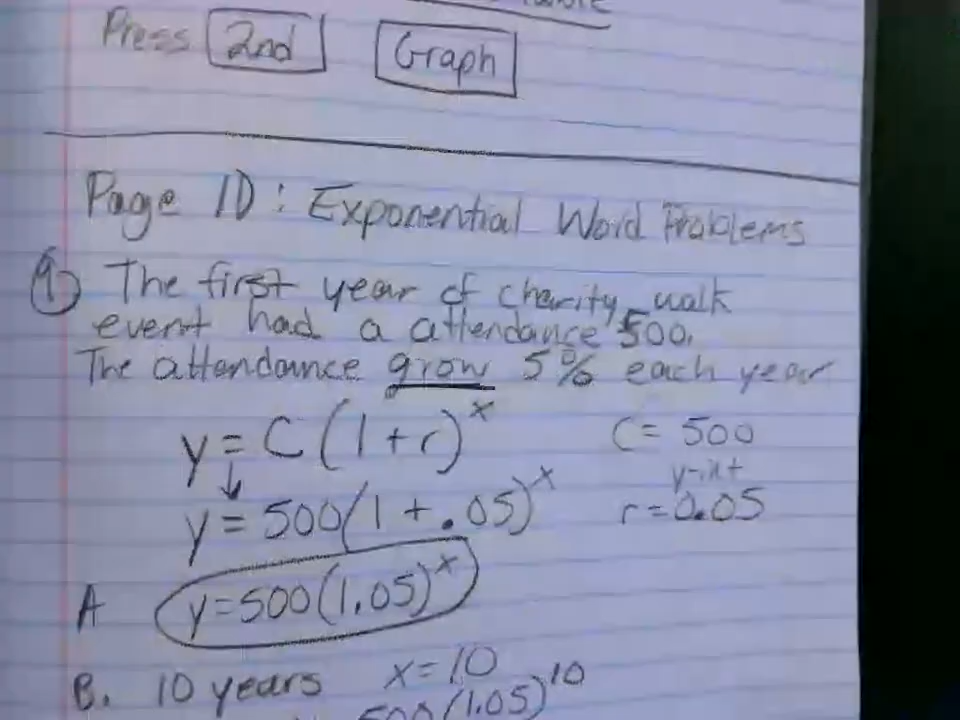 Press 2nd Graph
Page 1D: Exponential Word Problems
9 The first year of charity walk
event had a attendance 500.
The attendance grow 5% each year
y = C(1+r)^x C = 500
y-int
y = 500(1+.05)^x r = 0.05
A y=500(1.05)^x
B. 10 years x=10
500(1.05)^10